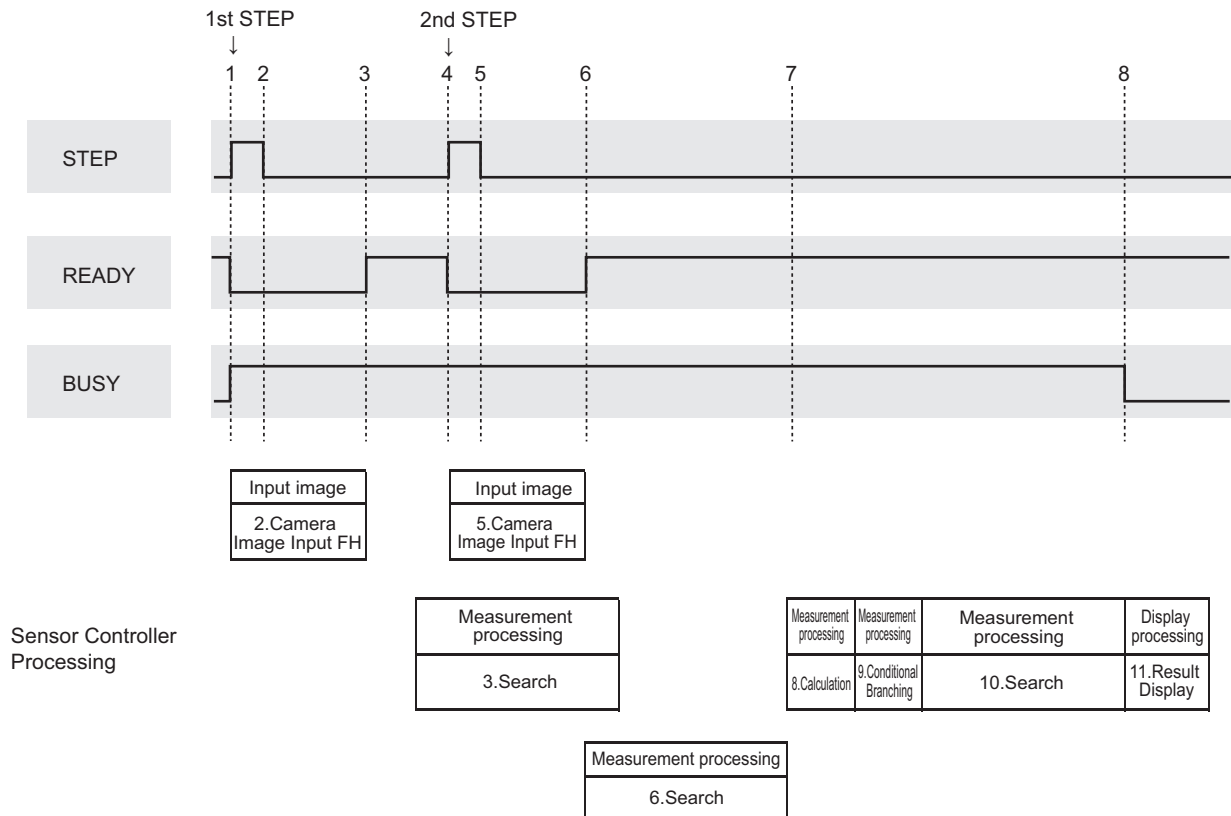 1st STEP
2nd STEP
↓
↓
1 2 3 4 5 6 7 8
STEP
READY
BUSY
Input image
2.Camera
Image Input FH
Input image
5.Camera
Image Input FH
Sensor Controller
Processing
Measurement
processing
3.Search
Measurement
processing
8.Calculation
Measurement
processing
9.Conditional
Branching
Measurement
processing
10.Search
Display
processing
11.Result
Display
Measurement processing
6.Search